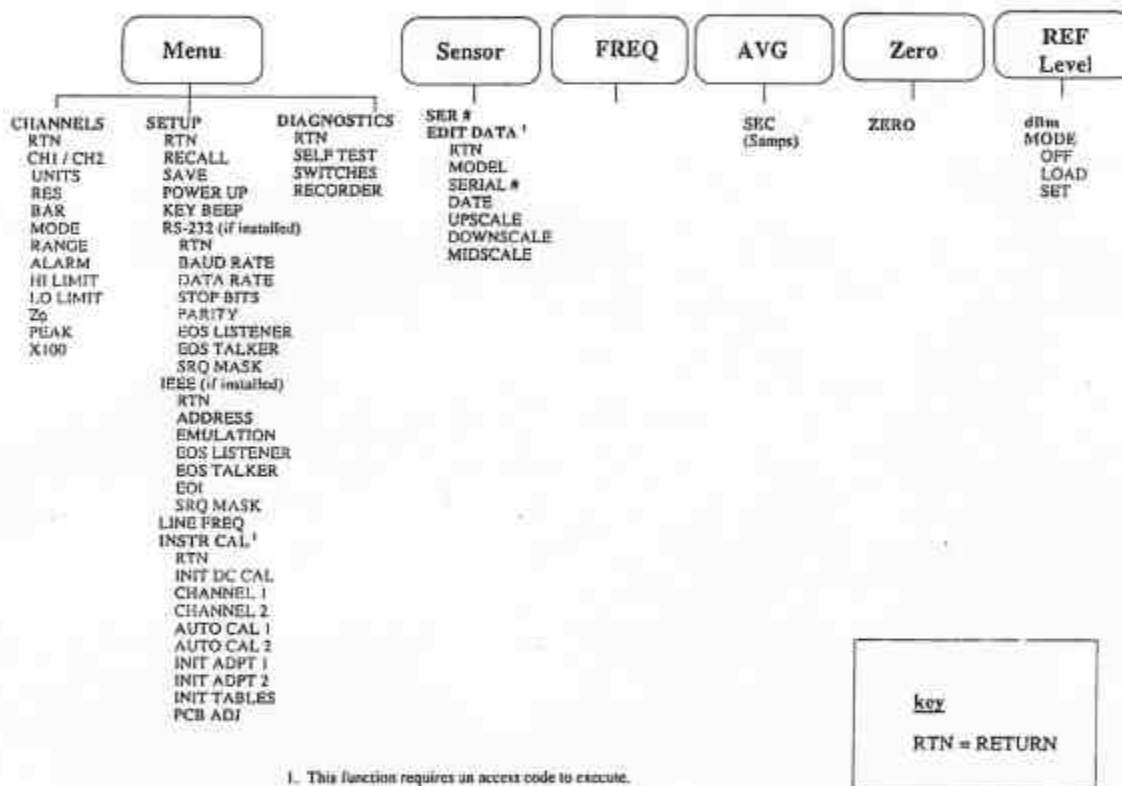 Menu
CHANNELS
RTN
CH1 / CH2
UNITS
RES
BAR
MODE
RANGE
ALARM
HI LIMIT
LO LIMIT
Zo
PEAK
X100
SETUP
RTN
RECALL
SAVE
POWER UP
KEY BEEP
RS-232 (if installed)
RTN
BAUD RATE
DATA RATE
STOP BITS
PARITY
EOS LISTENER
EOS TALKER
SRQ MASK
IEEE (if installed)
RTN
ADDRESS
EMULATION
EOS LISTENER
EOS TALKER
EOI
SRQ MASK
LINE FREQ
INSTR CAL ¹
RTN
INIT DC CAL
CHANNEL 1
CHANNEL 2
AUTO CAL 1
AUTO CAL 2
INIT ADPT 1
INIT ADPT 2
INIT TABLES
PCB ADJ
DIAGNOSTICS
RTN
SELF TEST
SWITCHES
RECORDER
Sensor
SER #
EDIT DATA ¹
RTN
MODEL
SERIAL #
DATE
UPSCALE
DOWNSCALE
MIDSCALE
FREQ
AVG
SEC
(Samps)
Zero
ZERO
REF
Level
dBm
MODE
OFF
LOAD
SET
key
RTN = RETURN
1. This function requires an access code to execute.